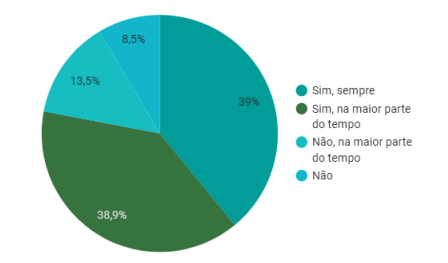 8,5%
13,5%
39%
38,9%
Sim, sempre
Sim, na maior parte
do tempo
Não, na maior parte
do tempo
Não